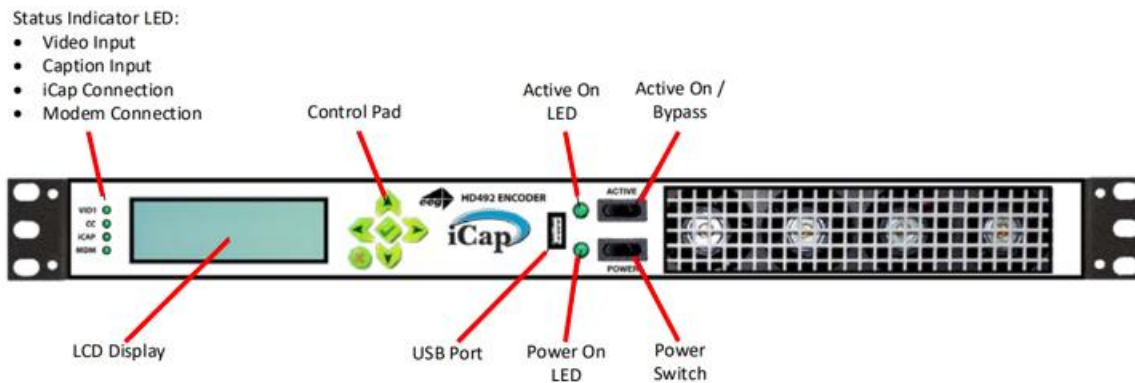 Status Indicator LED:
• Video Input
• Caption Input
• iCap Connection
• Modem Connection
Control Pad
Active On
LED
Active On /
Bypass
VID1
CC
iCAP
MDM
eeg HD492 ENCODER
iCap
ACTIVE
POWER
LCD Display
USB Port
Power On
LED
Power
Switch